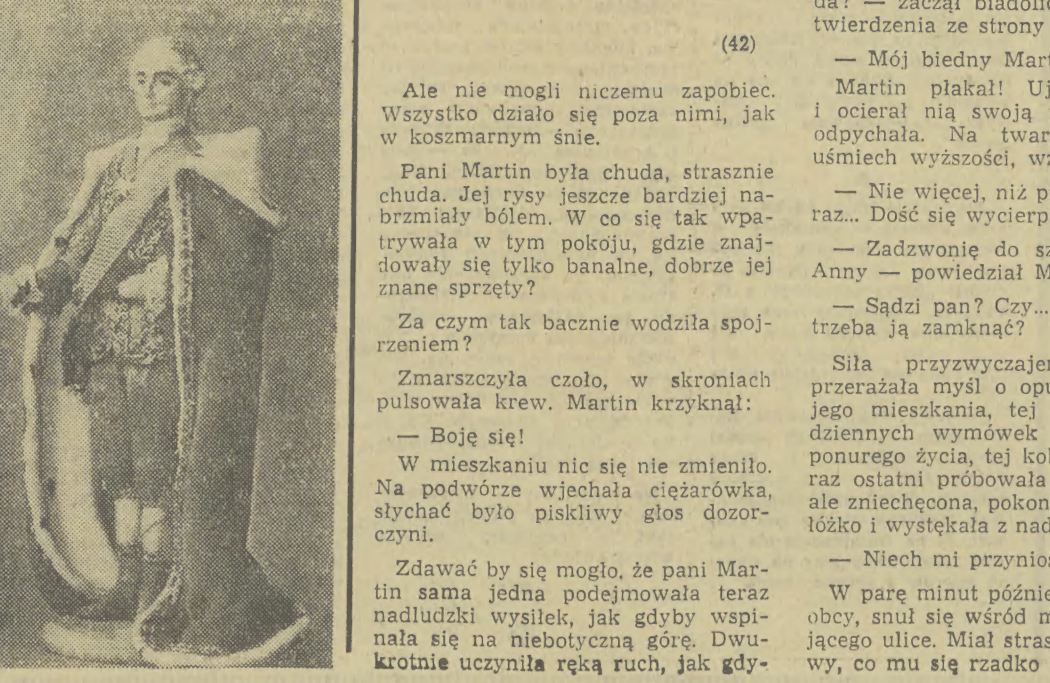 (42)
Ale nie mogli niczemu zapobiec.
Wszystko działo się poza nimi, jak
w koszmarnym śnie.
Pani Martin była chuda, strasznie
chuda. Jej rysy jeszcze bardziej na-
brzmiały bólem. W co się tak wpa-
trywała w tym pokoju, gdzie znaj-
dowały się tylko banalne, dobrze jej
znane sprzęty?
Za czym tak bacznie wodziła spoj-
rzeniem?
Zmarszczyła czoło, w skroniach
pulsowała krew. Martin krzyknął:
— Boję się!
W mieszkaniu nic się nie zmieniło.
Na podwórze wjechała ciężarówka,
słychać było piskliwy głos dozor-
czyni.
Zdawać by się mogło, że pani Mar-
tin sama jedna podejmowała teraz
nadludzki wysiłek, jak gdyby wspi-
nała się na niebotyczną górę. Dwu-
krotnie uczyniła ręką ruch, jak gdy-
da? — zaczął
twierdzenia ze strony
— Mój biedny Mart
Martin płakał! Uj
i ocierał nią swoją
odpychała. Na twar
uśmiech wyższości, wz
— Nie więcej, niż p
raz... Dość się wycierp
— Zadzwonię do sz
Anny — powiedział M
— Sądzi pan? Czy...
trzeba ją zamknąć?
Siła przyzwyczajen
przerażała myśl o opu
jego mieszkania, tej
dziennych wymówek
ponurego życia, tej kol
raz ostatni próbowała
ale zniechęcona, pokon
łóżko i wystękała z nad
— Niech mi przynios
W parę minut późnie
obcy, snuł się wśród m
jącego ulice. Miał stras
wy, co mu się rzadko